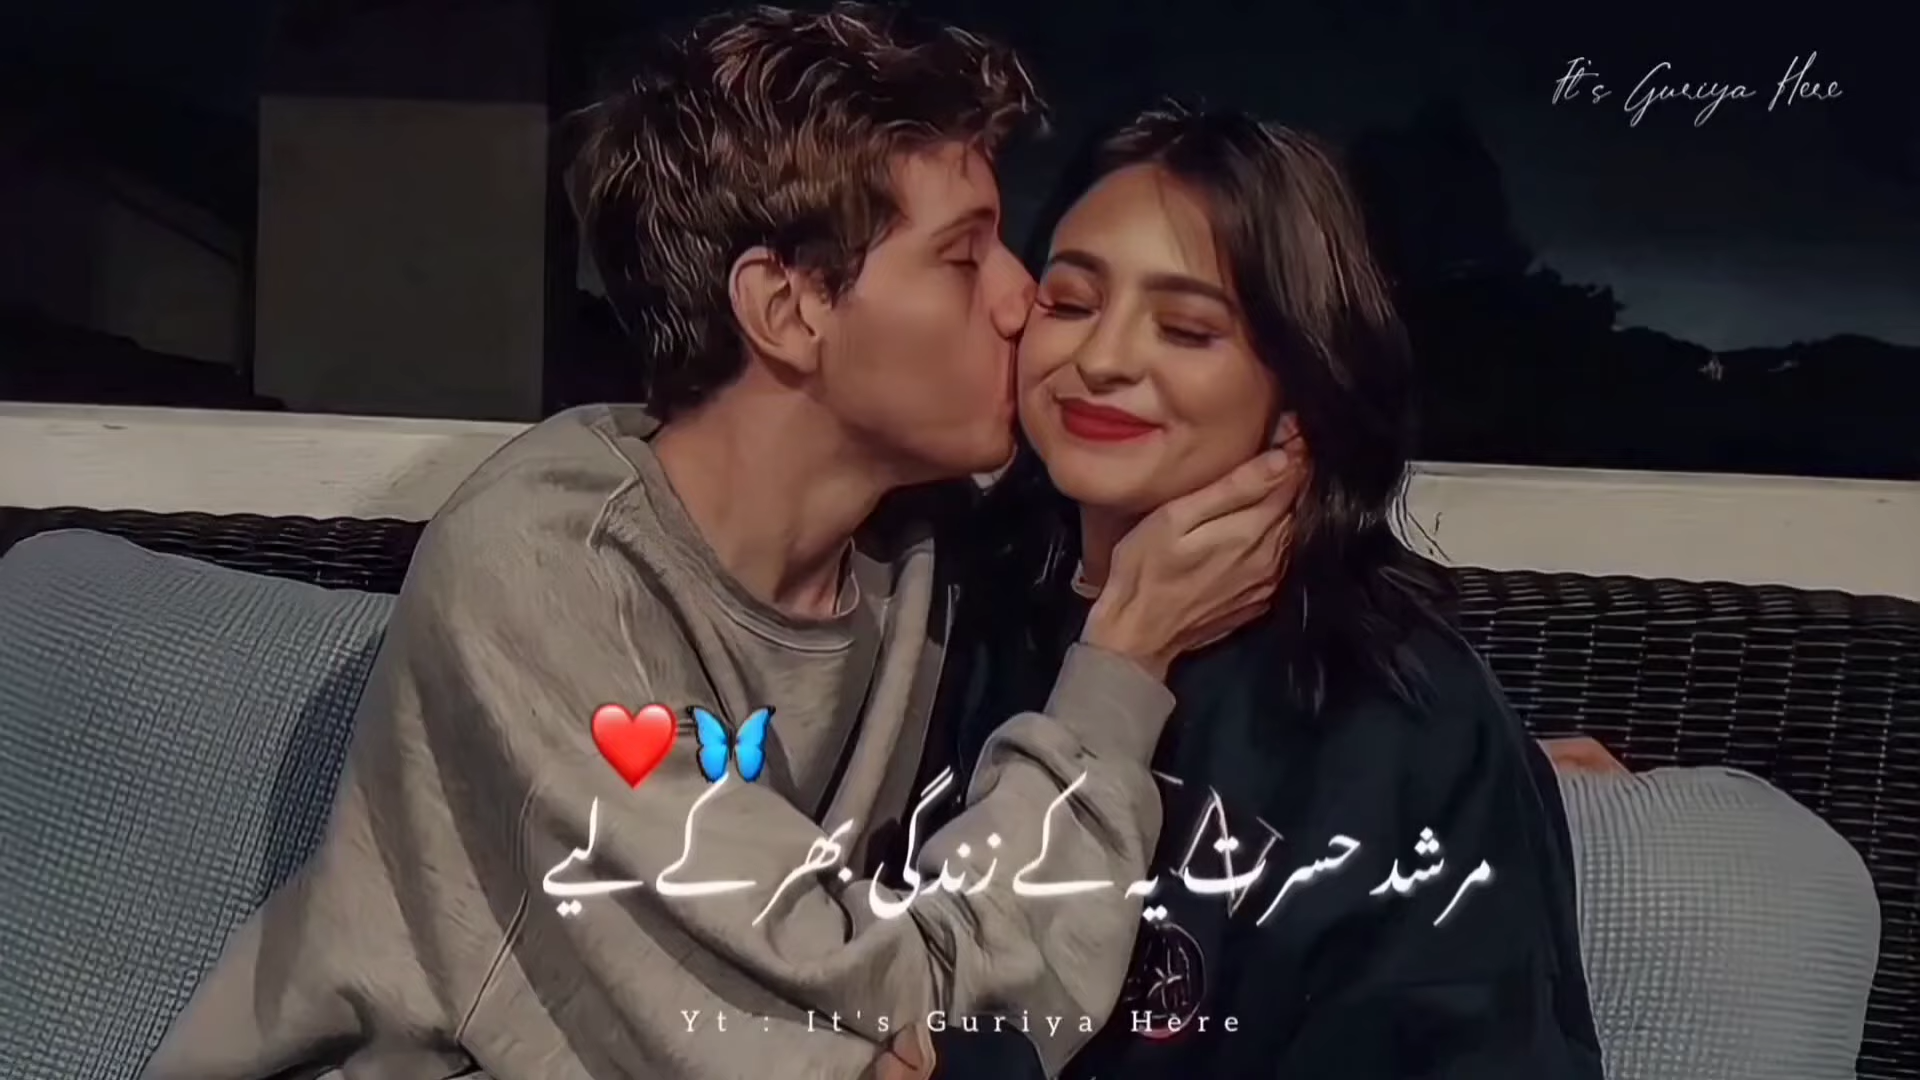 It's Guriya Here
❤️🦋
مرشد حسرت یہ کے زندگی بھر کے لیے
Yt : It's Guriya Here